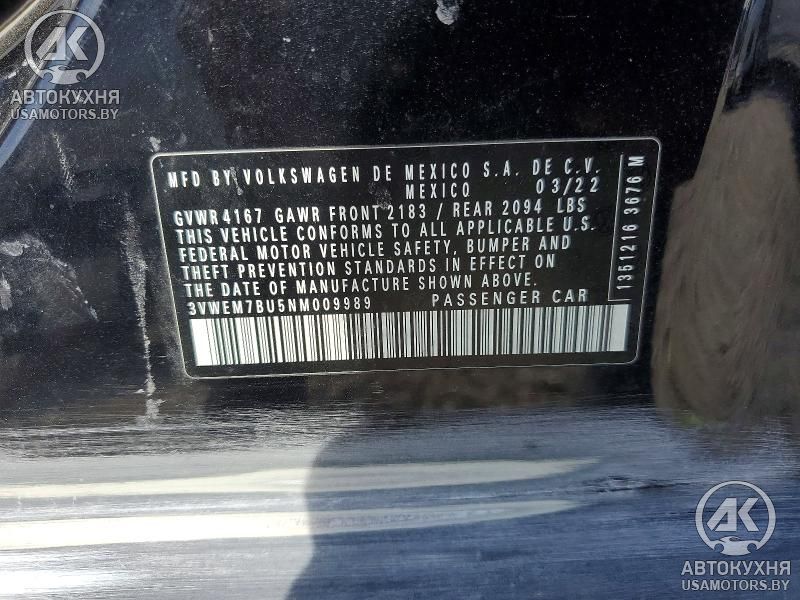 AK
АВТОКУХНЯ
USAMOTORS.BY
MFD BY VOLKSWAGEN DE MEXICO S.A. DE C.V.
MEXICO 03/22
GVWR 4167 GAWR FRONT 2183 / REAR 2094 LBS
THIS VEHICLE CONFORMS TO ALL APPLICABLE U.S.
FEDERAL MOTOR VEHICLE SAFETY, BUMPER AND
THEFT PREVENTION STANDARDS IN EFFECT ON
THE DATE OF MANUFACTURE SHOWN ABOVE.
3VWEM7BU5NM009989 PASSENGER CAR
1351216 3676 M
AK
АВТОКУХНЯ
USAMOTORS.BY